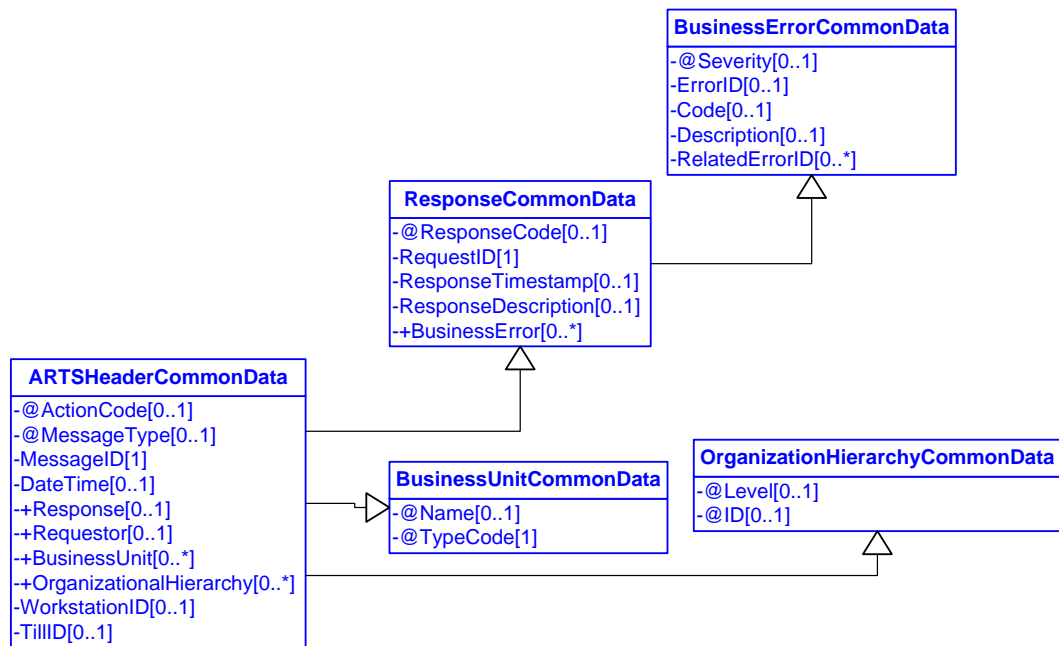 BusinessErrorCommonData
-@Severity[0..1]
-ErrorID[0..1]
-Code[0..1]
-Description[0..1]
-RelatedErrorID[0..*]
ResponseCommonData
-@ResponseCode[0..1]
-RequestID[1]
-ResponseTimestamp[0..1]
-ResponseDescription[0..1]
-+BusinessError[0..*]
ARTSHeaderCommonData
-@ActionCode[0..1]
-@MessageType[0..1]
-MessageID[1]
-DateTime[0..1]
-+Response[0..1]
-+Requestor[0..1]
-+BusinessUnit[0..*]
-+OrganizationalHierarchy[0..*]
-WorkstationID[0..1]
-TillID[0..1]
BusinessUnitCommonData
-@Name[0..1]
-@TypeCode[1]
OrganizationHierarchyCommonData
-@Level[0..1]
-@ID[0..1]